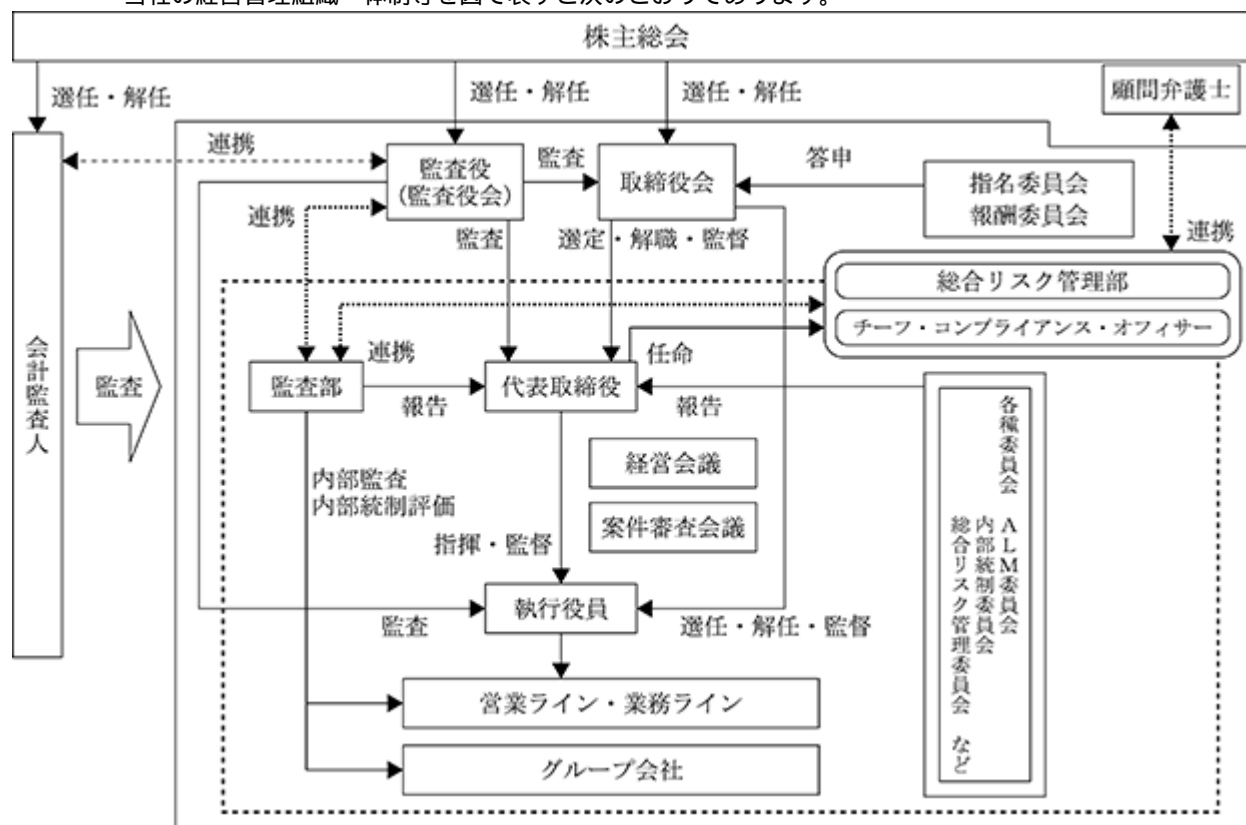 当社の経営管理組織・体制等を図で表すと次のとおりであります。
株主総会
選任・解任
選任・解任
選任・解任
顧問弁護士
連携
監査役
(監査役会)
監査
取締役会
答申
指名委員会
報酬委員会
連携
連携
監査
選定・解職・監督
総合リスク管理部
チーフ・コンプライアンス・オフィサー
会計監査人
監査
連携
任命
監査部
報告
代表取締役
報告
経営会議
案件審査会議
内部監査
内部統制評価
指揮・監督
各種委員会
ALM委員会
内部統制委員会
総合リスク管理委員会 など
執行役員
監査
選任・解任・監督
営業ライン・業務ライン
グループ会社